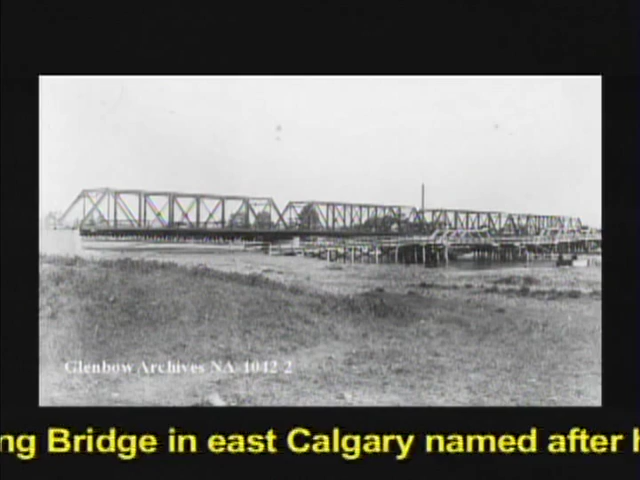 Glenbow Archives NA-1042-2
ng Bridge in east Calgary named after h